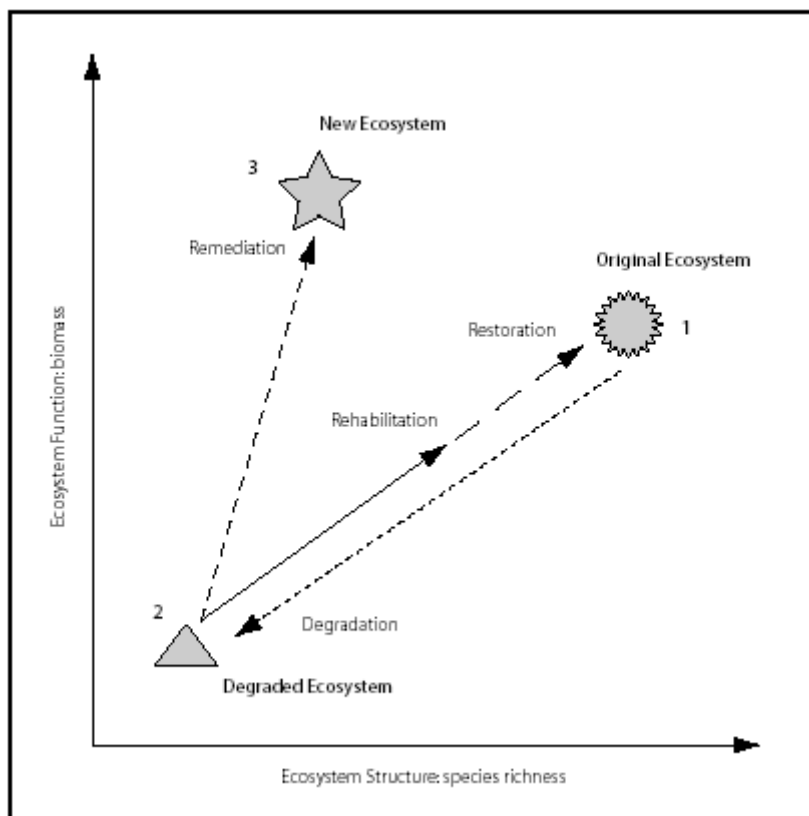 New Ecosystem
3
Remediation
Original Ecosystem
1
Restoration
Rehabilitation
Ecosystem Function: biomass
2
Degradation
Degraded Ecosystem
Ecosystem Structure: species richness